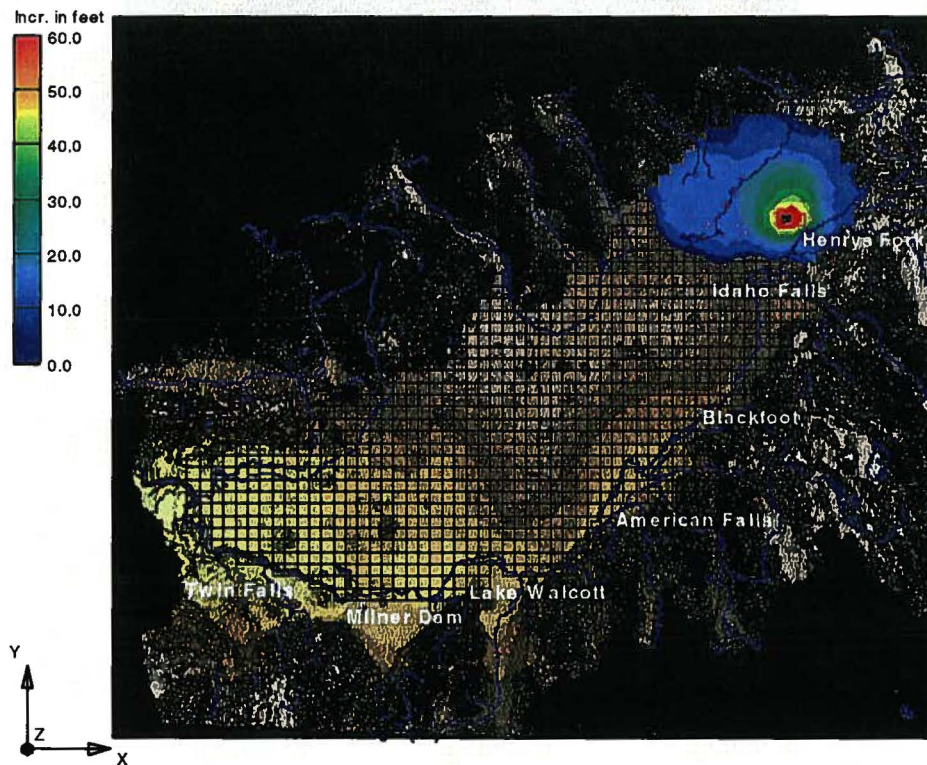 Incr. in feet
60.0
50.0
40.0
30.0
20.0
10.0
0.0
Henrys Fork
Idaho Falls
Blackfoot
American Falls
Twin Falls
Lake Walcott
Milner Dam
Y
Z
X